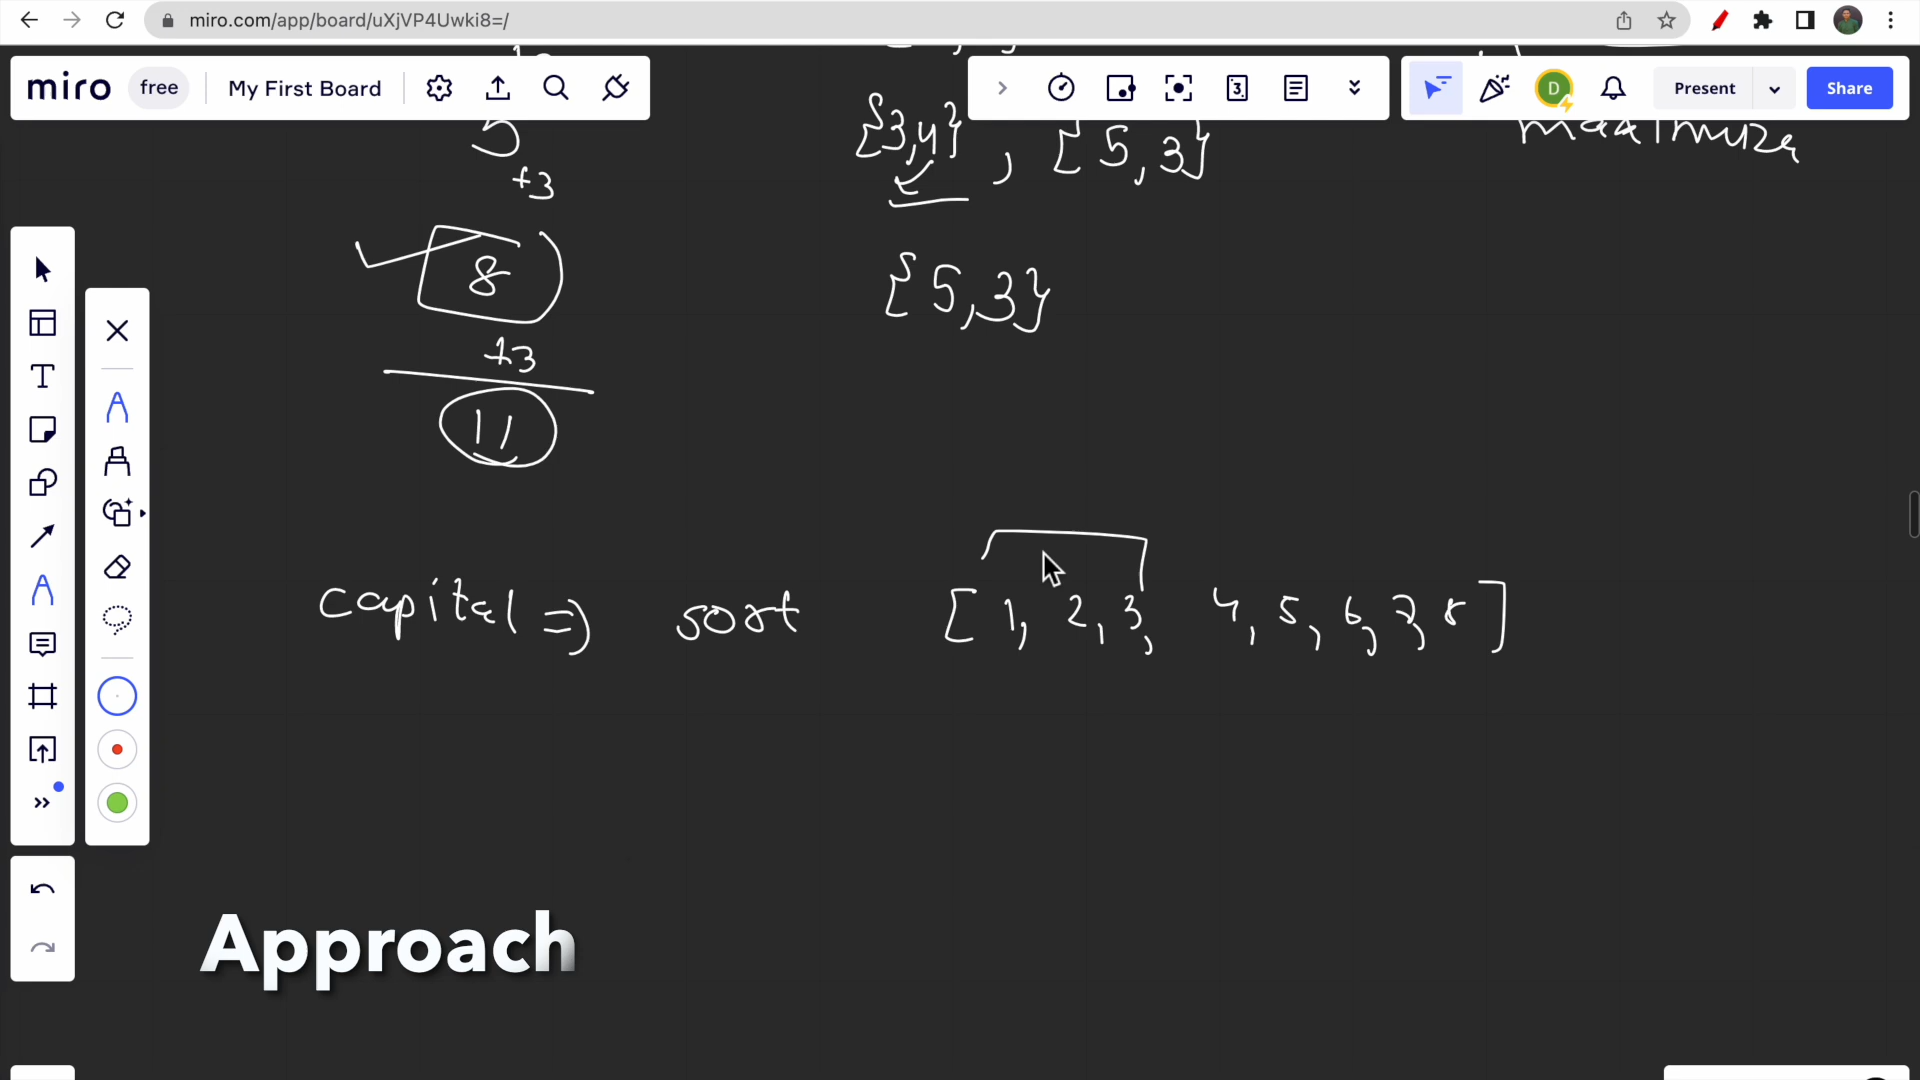 miro.com/app/board/uXjVP4Uwki8=/
miro free My First Board
3 D Present Share
maximize
5 {3,4} , {5,3}
+3
8 {5,3}
+3
11
capital => sort [1, 2, 3, 4, 5, 6, 7, 8]
Approach